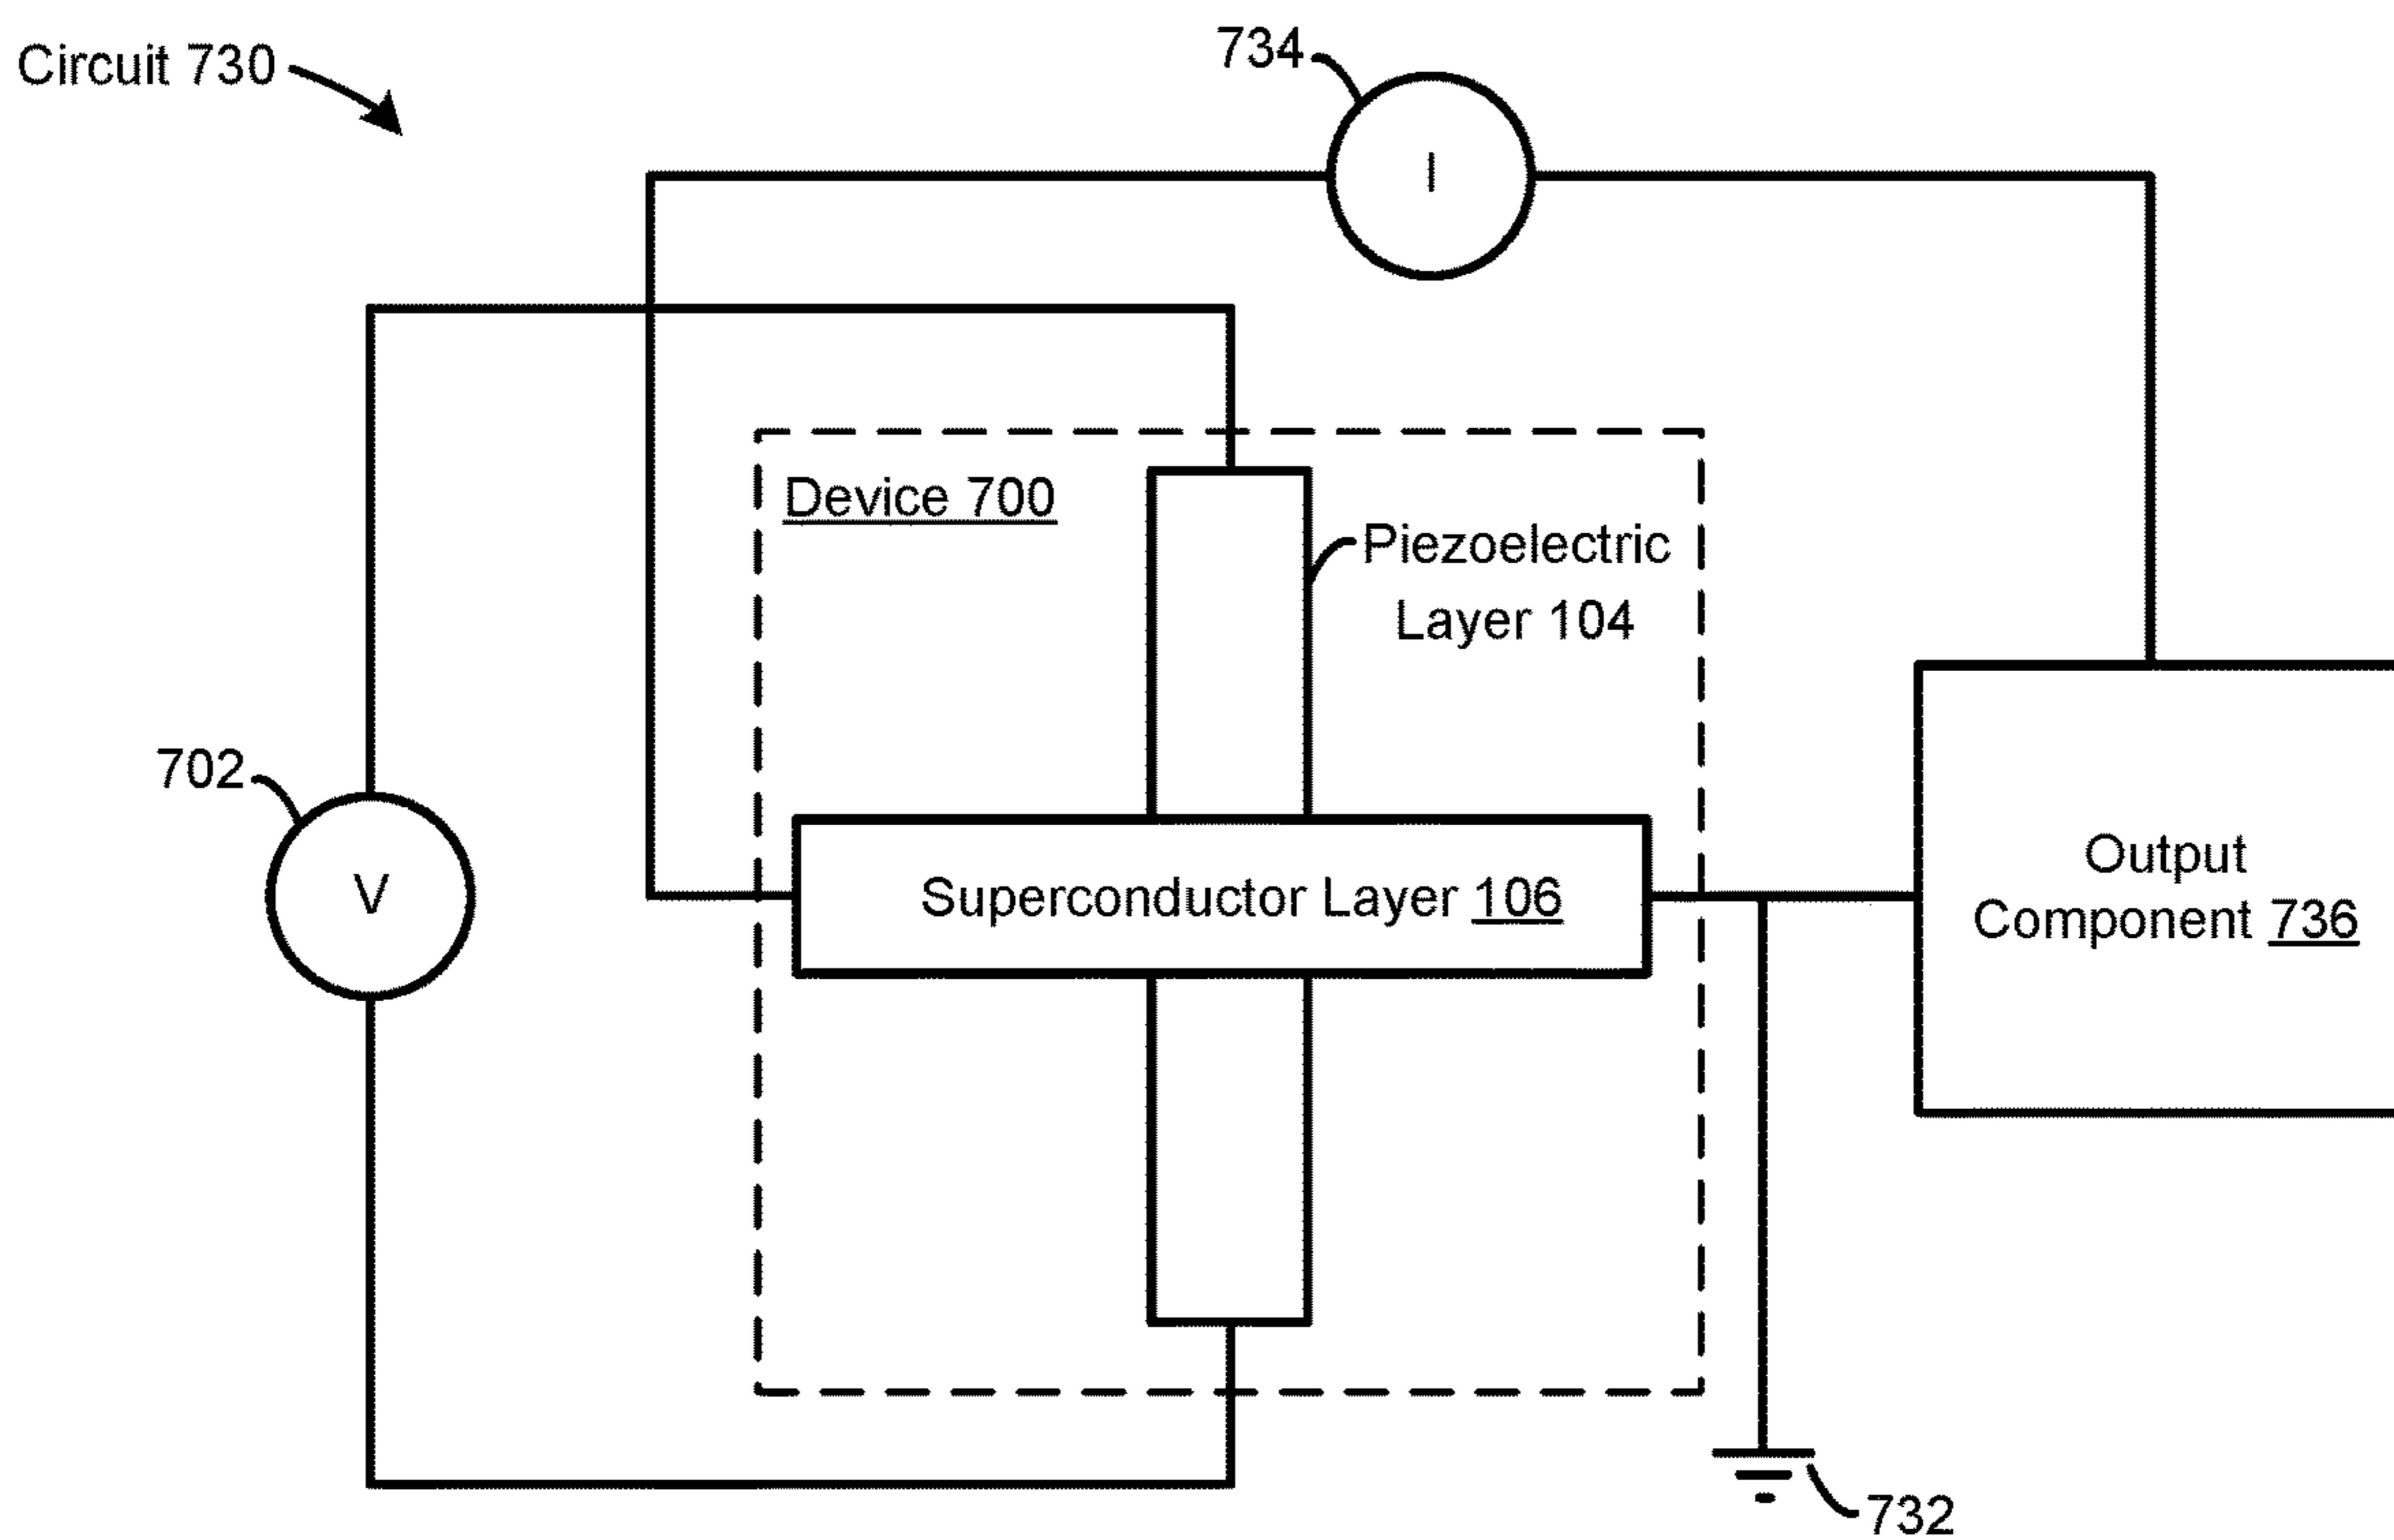 Circuit 730
734
I
Device 700
Piezoelectric
Layer 104
702
V
Superconductor Layer 106
Output
Component 736
732